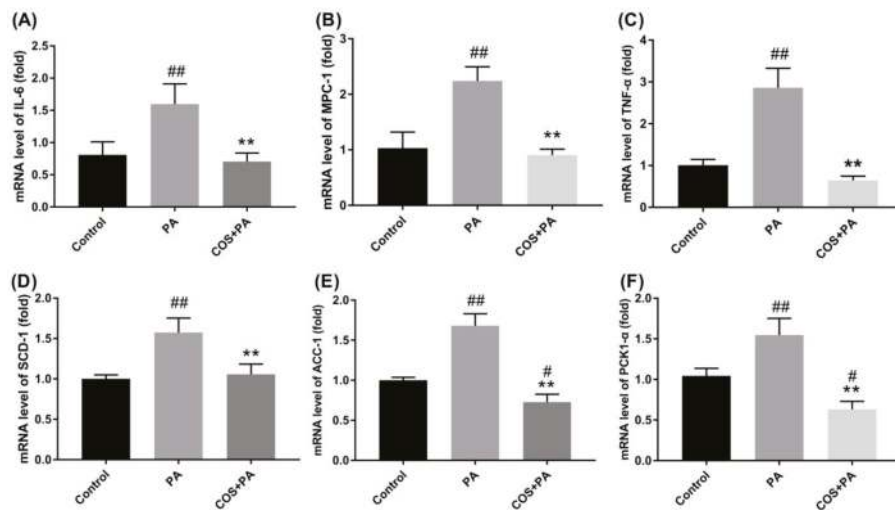 (A)
mRNA level of IL-6 (fold)
2.5
2.0
1.5
1.0
0.5
0.0
##
**
Control
PA
COS+PA
(B)
mRNA level of MPC-1 (fold)
3
2
1
0
##
**
Control
PA
COS+PA
(C)
mRNA level of TNF-α (fold)
4
3
2
1
0
##
**
Control
PA
COS+PA
(D)
mRNA level of SCD-1 (fold)
2.0
1.5
1.0
0.5
0.0
##
**
Control
PA
COS+PA
(E)
mRNA level of ACC-1 (fold)
2.0
1.5
1.0
0.5
0.0
##
#
**
Control
PA
COS+PA
(F)
mRNA level of PCK1-α (fold)
2.0
1.5
1.0
0.5
0.0
##
#
**
Control
PA
COS+PA